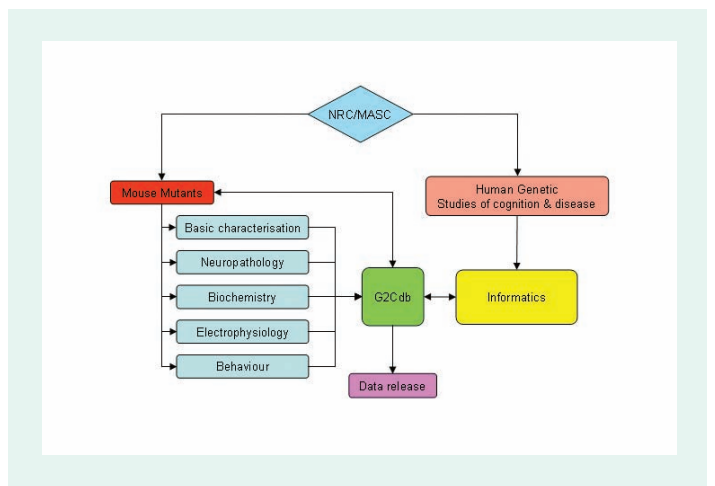 NRC/MASC
Mouse Mutants
Human Genetic
Studies of cognition & disease
Basic characterisation
Neuropathology
Biochemistry
G2Cdb
Informatics
Electrophysiology
Behaviour
Data release